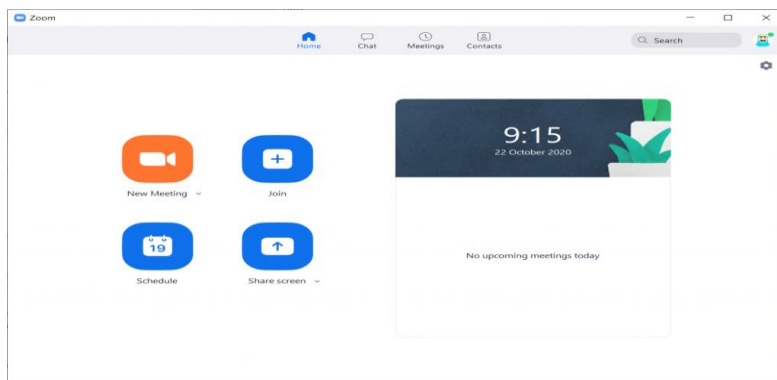 Zoom
Home
Chat
Meetings
Contacts
Search
New Meeting
Join
19
Schedule
Share screen
9:15
22 October 2020
No upcoming meetings today